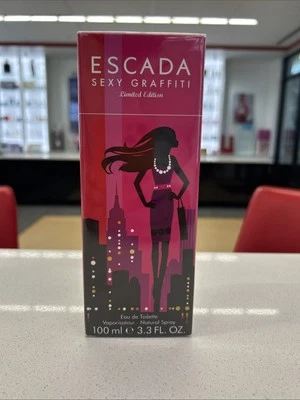 ESCADA
SEXY GRAFFITI
Limited Edition
Eau de Toilette
Vaporisateur - Natural Spray
100 ml ℮ 3.3 FL. OZ.